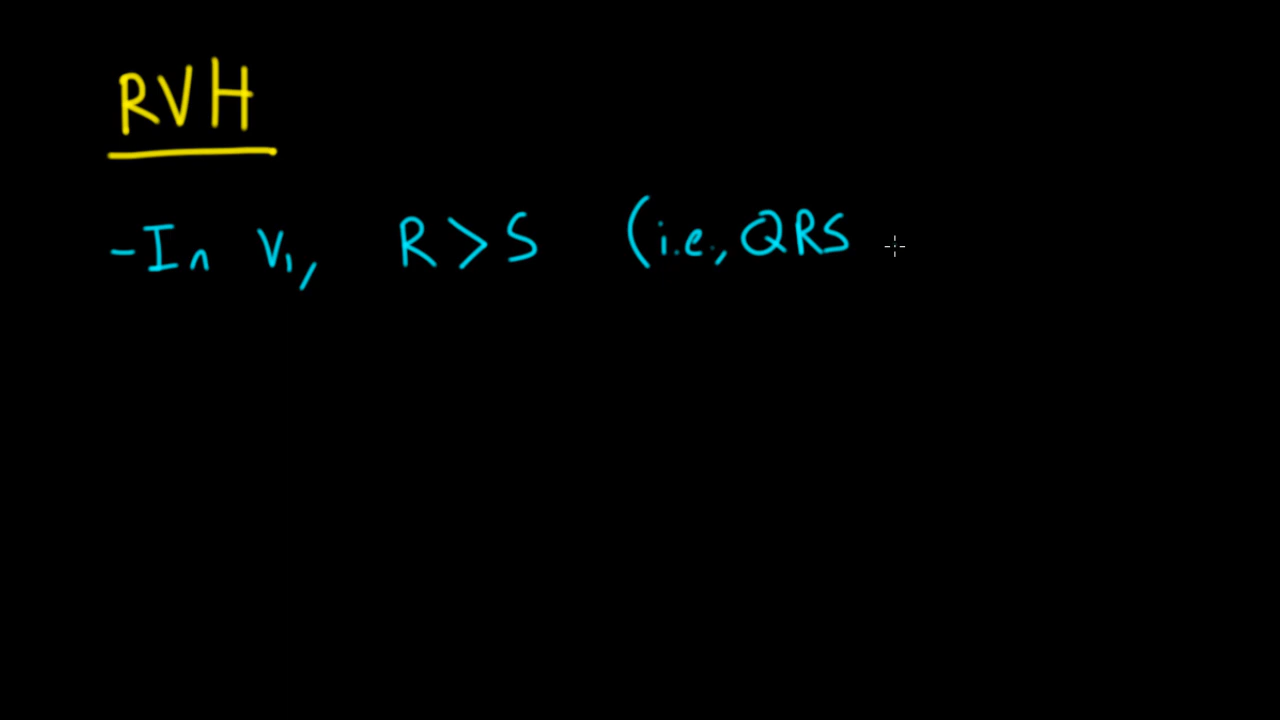 RVH
- In V₁, R > S (i.e., QRS